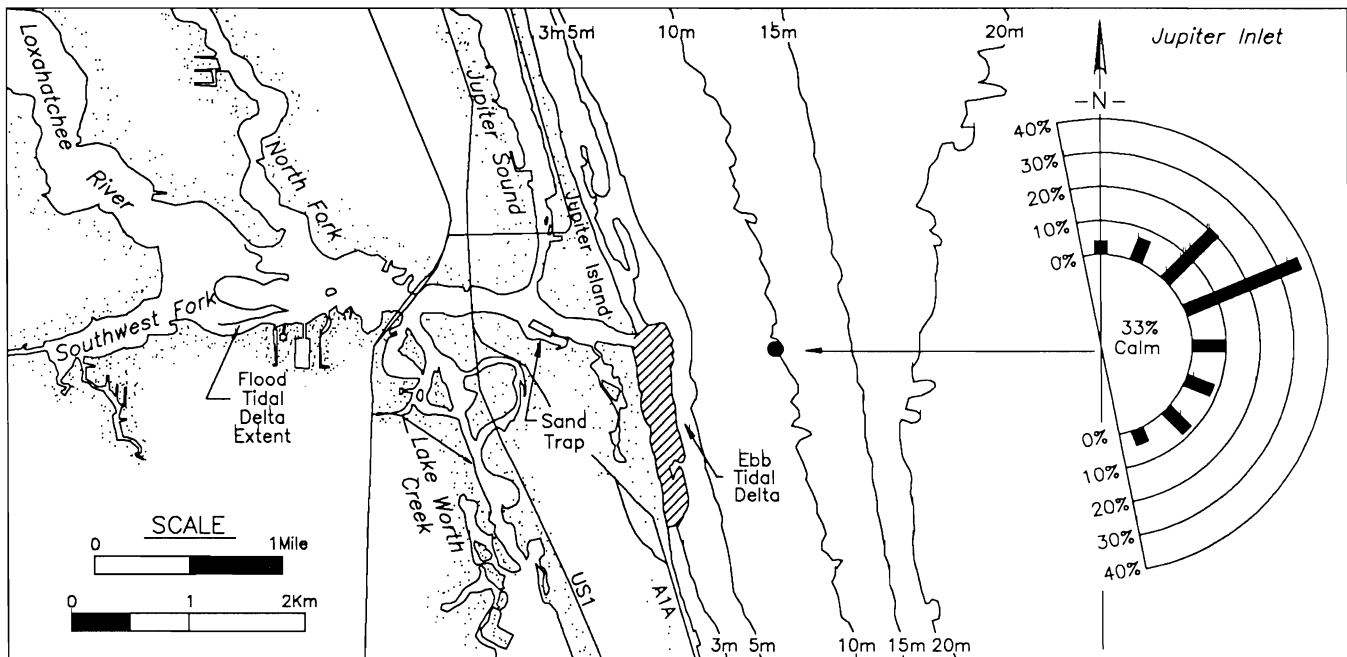 3m
5m
10m
15m
20m
Jupiter Inlet
Loxahatchee
River
North Fork
Jupiter
Sound
Jupiter Island
Southwest Fork
Flood
Tidal
Delta
Extent
Sand
Trap
Lake Worth
Creek
Ebb
Tidal
Delta
US1
A1A
-N-
40%
30%
20%
10%
0%
33%
Calm
0%
10%
20%
30%
40%
SCALE
0 1Mile
0 1 2Km
3m
5m
10m
15m
20m